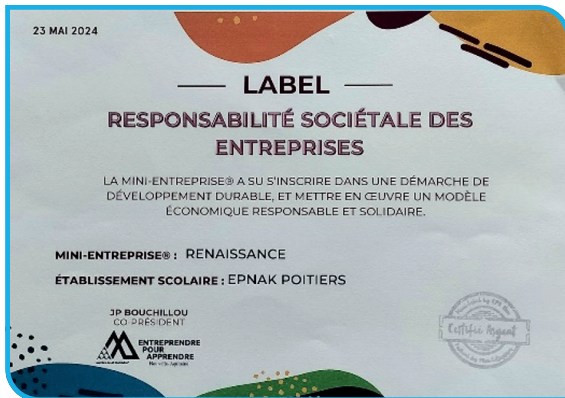 23 MAI 2024
LABEL
RESPONSABILITÉ SOCIÉTALE DES
ENTREPRISES
LA MINI-ENTREPRISE® A SU S'INSCRIRE DANS UNE DÉMARCHE DE
DÉVELOPPEMENT DURABLE, ET METTRE EN ŒUVRE UN MODÈLE
ÉCONOMIQUE RESPONSABLE ET SOLIDAIRE.
MINI-ENTREPRISE® : RENAISSANCE
ÉTABLISSEMENT SCOLAIRE : EPNAK POITIERS
JP BOUCHILLOU
CO-PRÉSIDENT
ENTREPRENDRE
POUR
APPRENDRE
Certifié Argent